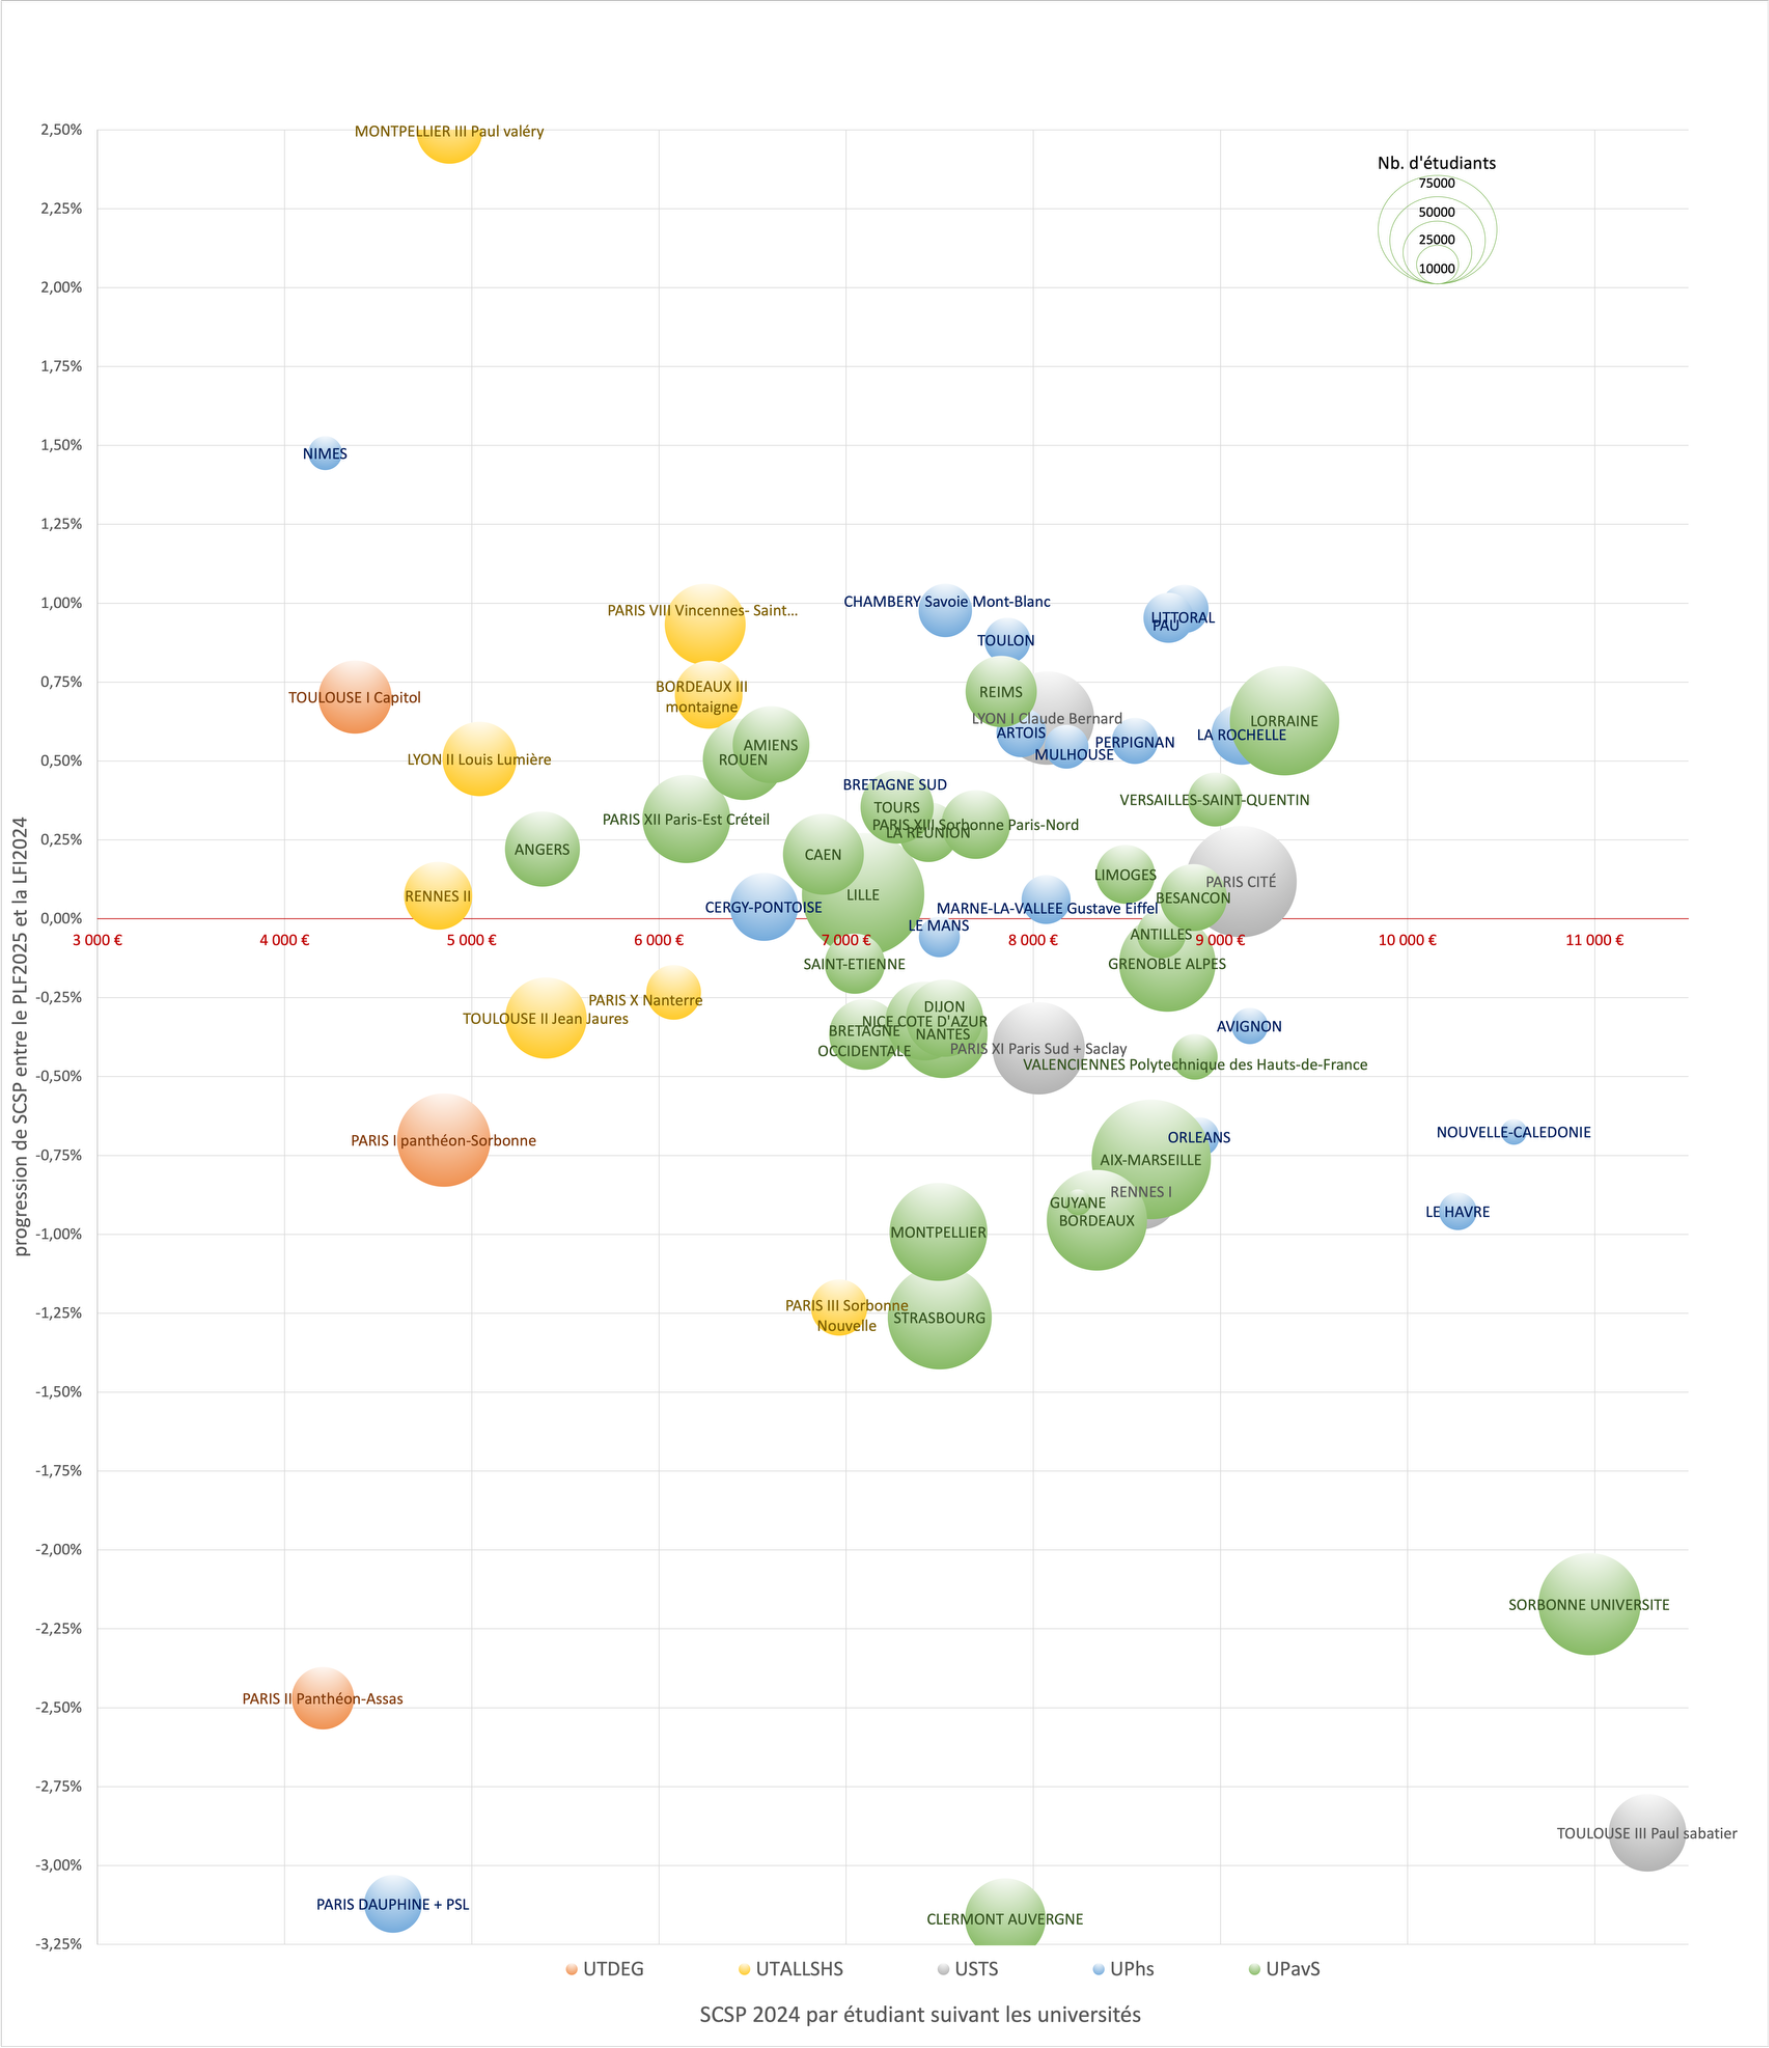 2,50%
MONTPELLIER III Paul valéry
Nb. d'étudiants
75000
2,25%
50000
25000
10000
2,00%
1,75%
1,50%
NIMES
1,25%
1,00%
PARIS VIII Vincennes- Saint...
CHAMBERY Savoie Mont-Blanc
LITTORAL
PAU
TOULON
0,75%
TOULOUSE I Capitol
BORDEAUX III
montaigne
REIMS
LYON I Claude Bernard
LORRAINE
ARTOIS
LA ROCHELLE
PERPIGNAN
MULHOUSE
AMIENS
ROUEN
0,50%
LYON II Louis Lumière
BRETAGNE SUD
VERSAILLES-SAINT-QUENTIN
TOURS
PARIS XII Paris-Est Créteil
PARIS XIII Sorbonne Paris-Nord
LA REUNION
0,25%
ANGERS
CAEN
LIMOGES
PARIS CITÉ
RENNES II
LILLE
BESANCON
CERGY-PONTOISE
MARNE-LA-VALLEE Gustave Eiffel
0,00%
LE MANS
ANTILLES
3 000 €
4 000 €
5 000 €
6 000 €
7 000 €
8 000 €
9 000 €
10 000 €
11 000 €
SAINT-ETIENNE
GRENOBLE ALPES
-0,25%
PARIS X Nanterre
DIJON
TOULOUSE II Jean Jaures
NICE COTE D'AZUR
AVIGNON
BRETAGNE
OCCIDENTALE
NANTES
PARIS XI Paris Sud + Saclay
VALENCIENNES Polytechnique des Hauts-de-France
-0,50%
-0,75%
PARIS I panthéon-Sorbonne
ORLEANS
NOUVELLE-CALEDONIE
AIX-MARSEILLE
RENNES I
GUYANE
LE HAVRE
BORDEAUX
-1,00%
MONTPELLIER
-1,25%
PARIS III Sorbonne
Nouvelle
STRASBOURG
-1,50%
-1,75%
-2,00%
SORBONNE UNIVERSITE
-2,25%
-2,50%
PARIS II Panthéon-Assas
-2,75%
TOULOUSE III Paul sabatier
-3,00%
PARIS DAUPHINE + PSL
CLERMONT AUVERGNE
-3,25%
progression de SCSP entre le PLF2025 et la LFI2024
UTDEG
UTALLSHS
USTS
UPhs
UPavS
SCSP 2024 par étudiant suivant les universités